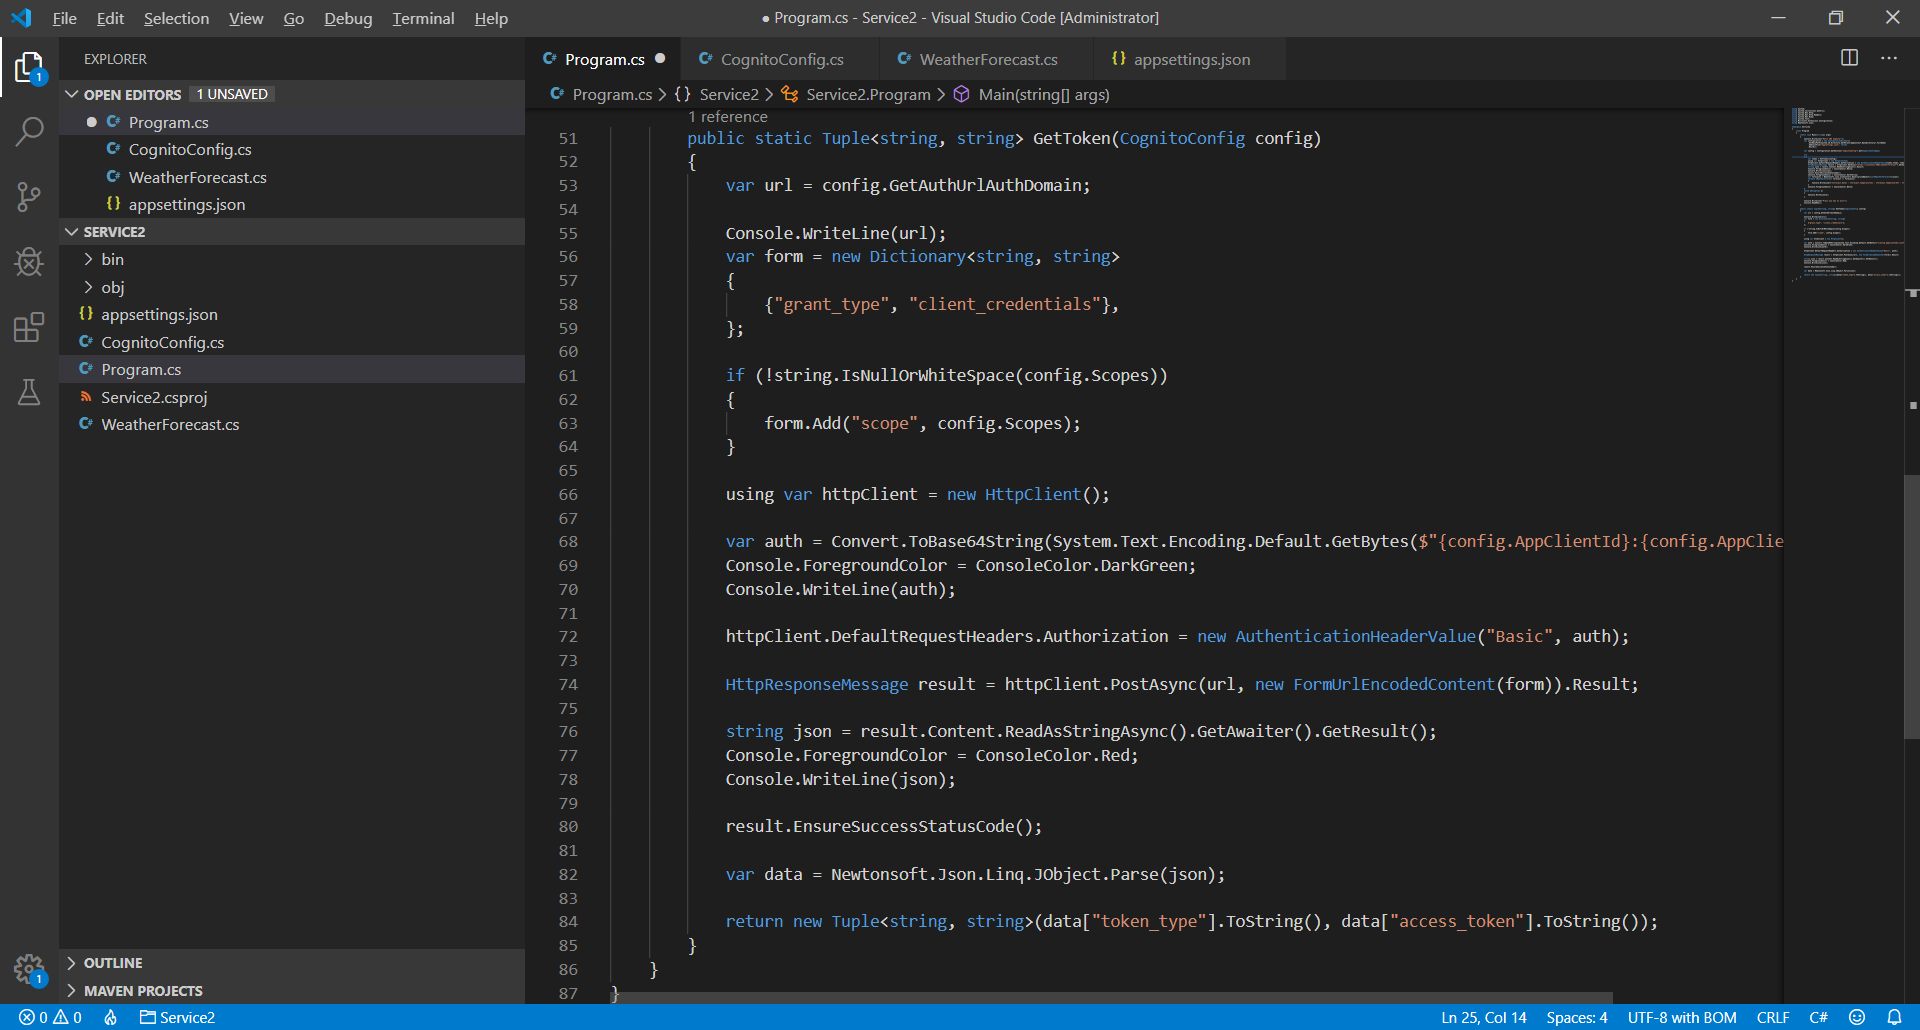 File Edit Selection View Go Debug Terminal Help
● Program.cs - Service2 - Visual Studio Code [Administrator]
EXPLORER
1
OPEN EDITORS 1 UNSAVED
Program.cs
CognitoConfig.cs
WeatherForecast.cs
{} appsettings.json
SERVICE2
bin
obj
{} appsettings.json
CognitoConfig.cs
Program.cs
Service2.csproj
WeatherForecast.cs
OUTLINE
MAVEN PROJECTS
1
Program.cs ● CognitoConfig.cs WeatherForecast.cs {} appsettings.json
Program.cs > {} Service2 > Service2.Program > Main(string[] args)
1 reference
51 public static Tuple<string, string> GetToken(CognitoConfig config)
52 {
53 var url = config.GetAuthUrlAuthDomain;
54
55 Console.WriteLine(url);
56 var form = new Dictionary<string, string>
57 {
58 {"grant_type", "client_credentials"},
59 };
60
61 if (!string.IsNullOrWhiteSpace(config.Scopes))
62 {
63 form.Add("scope", config.Scopes);
64 }
65
66 using var httpClient = new HttpClient();
67
68 var auth = Convert.ToBase64String(System.Text.Encoding.Default.GetBytes($"{config.AppClientId}:{config.AppClie
69 Console.ForegroundColor = ConsoleColor.DarkGreen;
70 Console.WriteLine(auth);
71
72 httpClient.DefaultRequestHeaders.Authorization = new AuthenticationHeaderValue("Basic", auth);
73
74 HttpResponseMessage result = httpClient.PostAsync(url, new FormUrlEncodedContent(form)).Result;
75
76 string json = result.Content.ReadAsStringAsync().GetAwaiter().GetResult();
77 Console.ForegroundColor = ConsoleColor.Red;
78 Console.WriteLine(json);
79
80 result.EnsureSuccessStatusCode();
81
82 var data = Newtonsoft.Json.Linq.JObject.Parse(json);
83
84 return new Tuple<string, string>(data["token_type"].ToString(), data["access_token"].ToString());
85 }
86 }
87 }
0 0 Service2 Ln 25, Col 14 Spaces: 4 UTF-8 with BOM CRLF C#